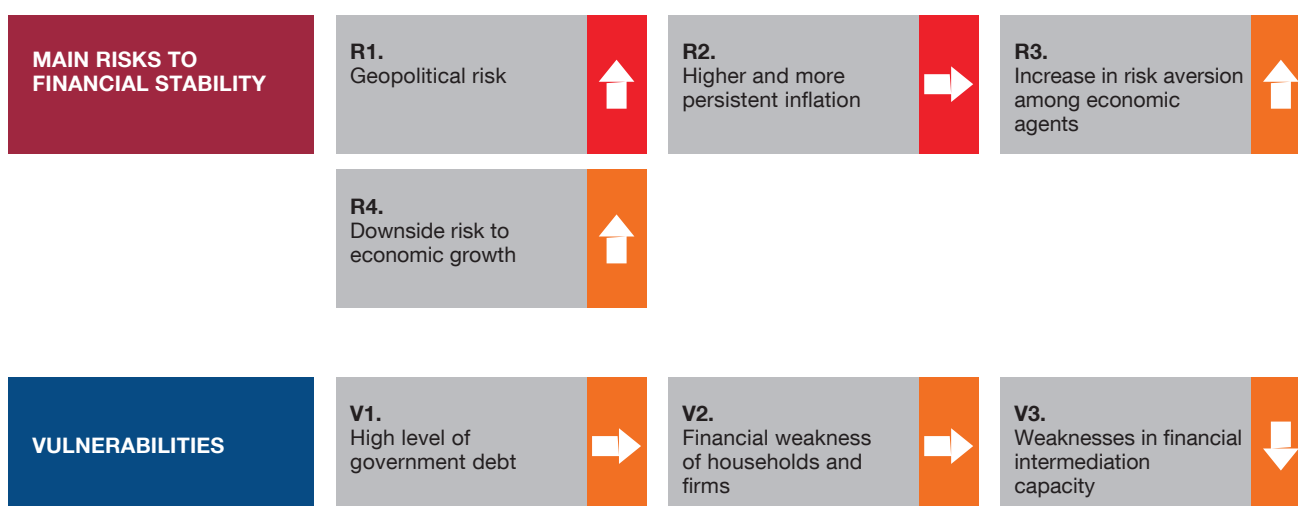 MAIN RISKS TO
FINANCIAL STABILITY
R1.
Geopolitical risk
R2.
Higher and more
persistent inflation
R3.
Increase in risk aversion
among economic
agents
R4.
Downside risk to
economic growth
VULNERABILITIES
V1.
High level of
government debt
V2.
Financial weakness
of households and
firms
V3.
Weaknesses in financial
intermediation
capacity